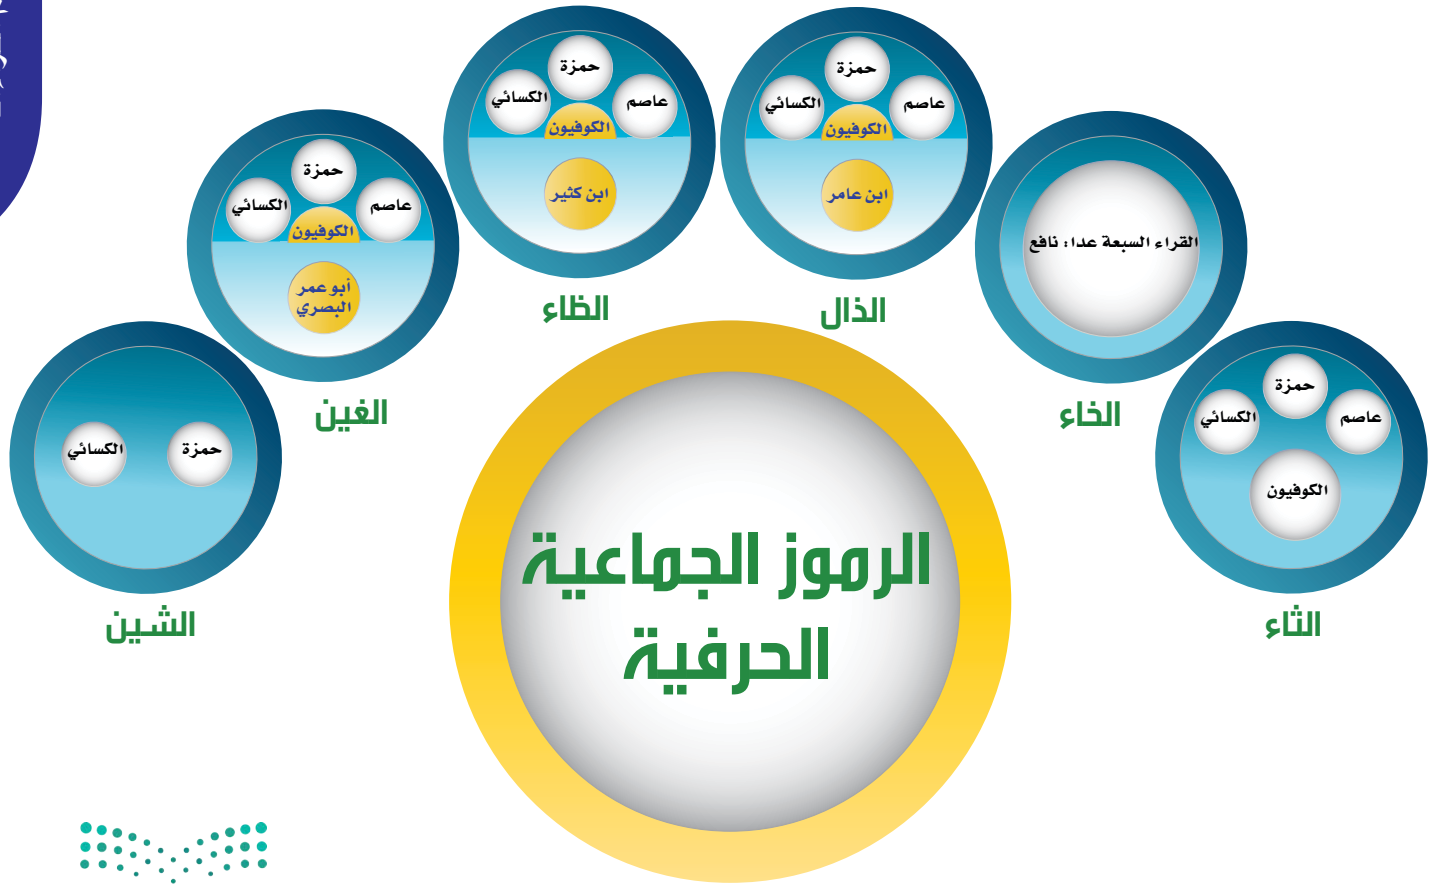 حمزة
عاصم
الكسائي
الكوفيون
الثاء
القراء السبعة عدا: نافع
الخاء
حمزة
عاصم
الكسائي
الكوفيون
ابن عامر
الذال
حمزة
عاصم
الكسائي
الكوفيون
ابن كثير
الظاء
حمزة
عاصم
الكسائي
الكوفيون
أبو عمر
البصري
الغين
حمزة
الكسائي
الشين
الرموز الجماعية
الحرفية